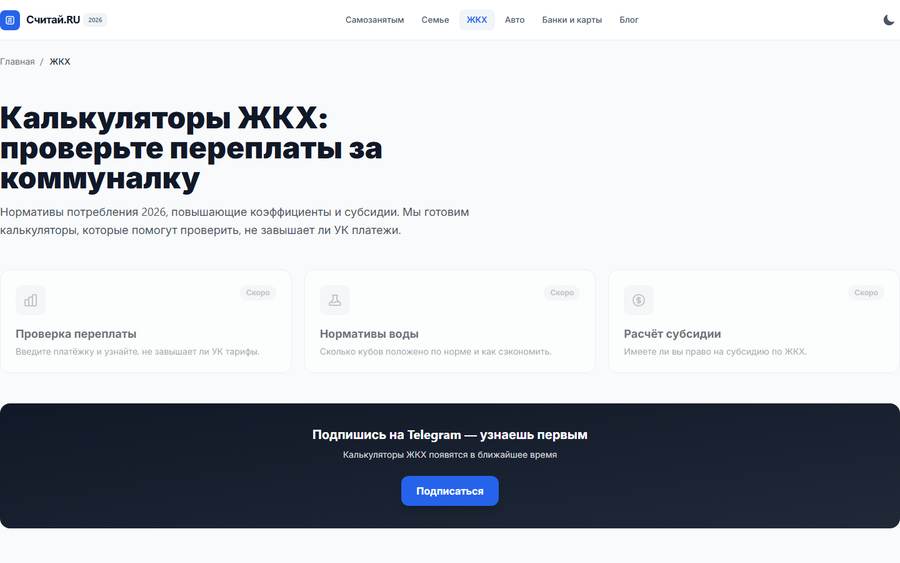 Считай.RU 2026 Самозанятым Семье ЖКХ Авто Банки и карты Блог
Главная / ЖКХ
Калькуляторы ЖКХ:
проверьте переплаты за
коммуналку
Нормативы потребления 2026, повышающие коэффициенты и субсидии. Мы готовим
калькуляторы, которые помогут проверить, не завышает ли УК платежи.
Скоро
Проверка переплаты
Введите платёжку и узнайте, не завышает ли УК тарифы.
Скоро
Нормативы воды
Сколько кубов положено по норме и как сэкономить.
Скоро
Расчёт субсидии
Имеете ли вы право на субсидию по ЖКХ.
Подпишись на Telegram — узнаешь первым
Калькуляторы ЖКХ появятся в ближайшее время
Подписаться